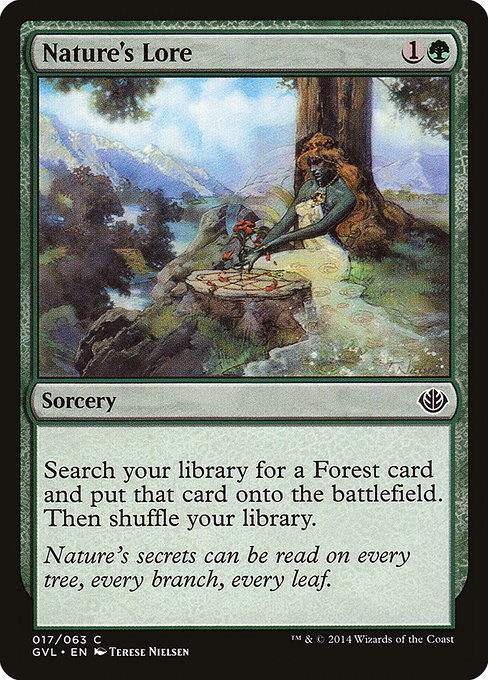 Nature's Lore 1
Sorcery
Search your library for a Forest card
and put that card onto the battlefield.
Then shuffle your library.
Nature's secrets can be read on every
tree, every branch, every leaf.
017/063 C
GVL • EN Terese Nielsen
™ & © 2014 Wizards of the Coast